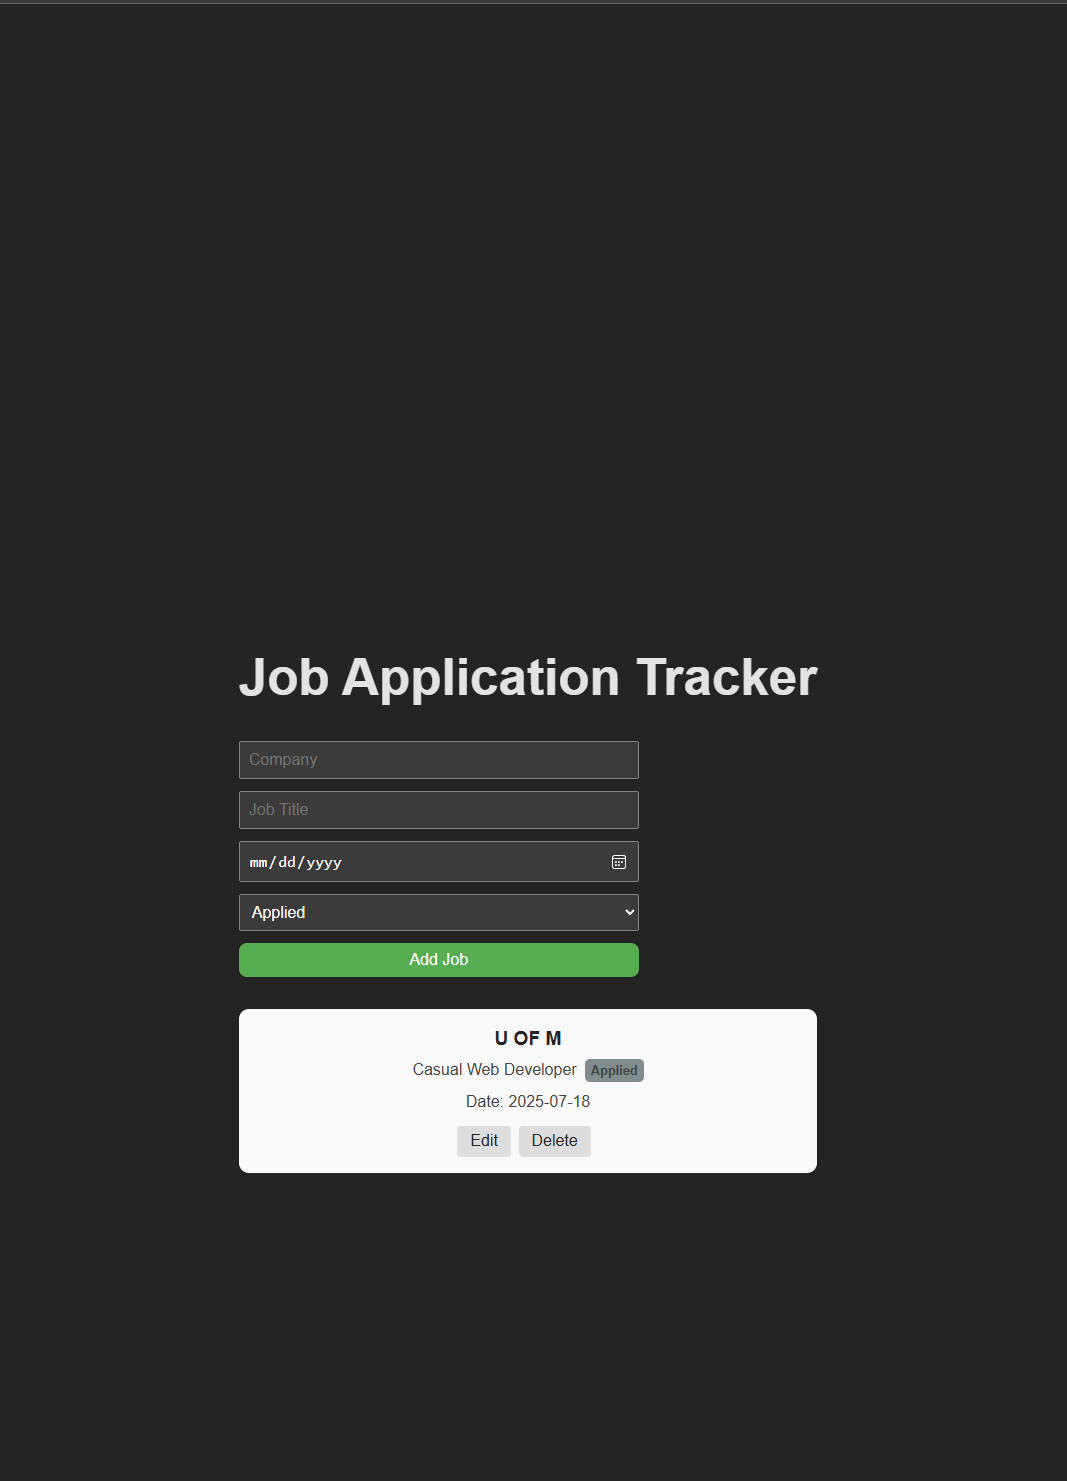 Job Application Tracker
Company
Job Title
mm/dd/yyyy
Applied
Add Job
U OF M
Casual Web Developer Applied
Date: 2025-07-18
Edit Delete